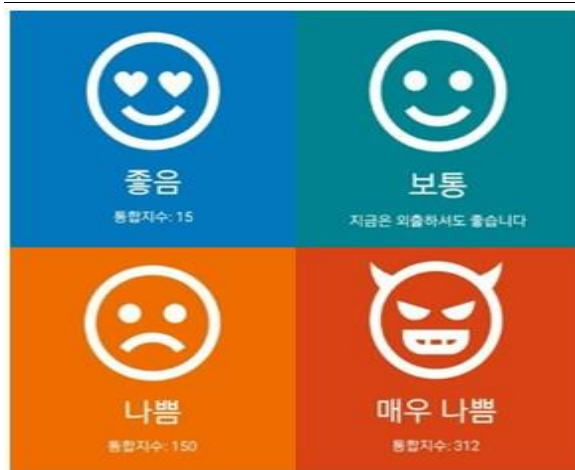 좋음
통합지수: 15
보통
지금은 외출하셔도 좋습니다
나쁨
통합지수: 150
매우 나쁨
통합지수: 312